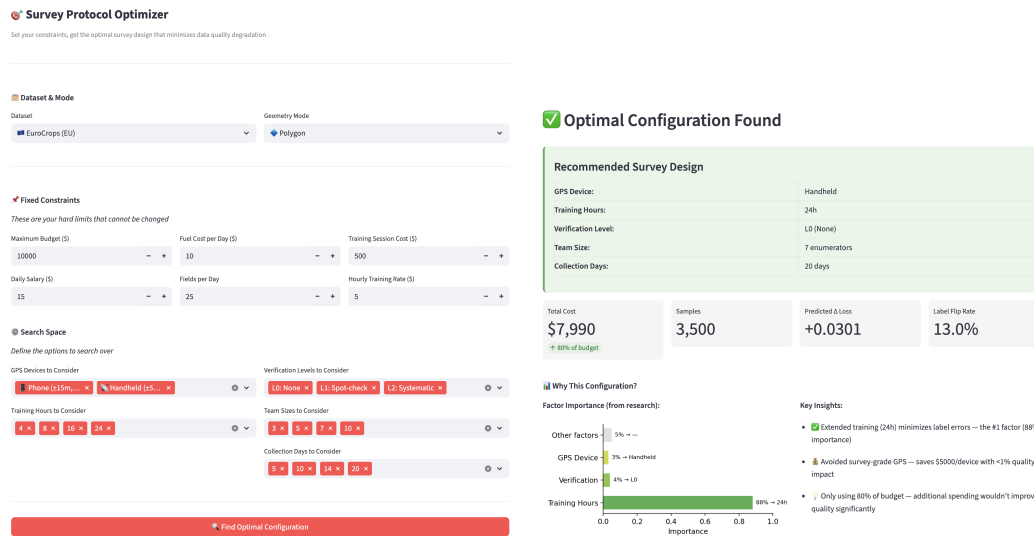 Survey Protocol Optimizer
Set your constraints, get the optimal survey design that minimizes data quality degradation
Dataset & Mode
Dataset
Geometry Mode
EuroCrops (EU)
Polygon
Fixed Constraints
These are your hard limits that cannot be changed
Maximum Budget ($)
Fuel Cost per Day ($)
Training Session Cost ($)
10000
10
500
Daily Salary ($)
Fields per Day
Hourly Training Rate ($)
15
25
5
Search Space
Define the options to search over
GPS Devices to Consider
Verification Levels to Consider
Phone (±15m,... ×
Handheld (±5... ×
L0: None ×
L1: Spot-check ×
L2: Systematic ×
Training Hours to Consider
Team Sizes to Consider
4 × 8 × 16 × 24 ×
3 × 5 × 7 × 10 ×
Collection Days to Consider
5 × 10 × 14 × 20 ×
Find Optimal Configuration
Optimal Configuration Found
Recommended Survey Design
GPS Device: Handheld
Training Hours: 24h
Verification Level: L0 (None)
Team Size: 7 enumerators
Collection Days: 20 days
Total Cost
$7,990
↑ 80% of budget
Samples
3,500
Predicted Δ Loss
+0.0301
Label Flip Rate
13.0%
Why This Configuration?
Factor Importance (from research):
Other factors 5% → —
GPS Device 3% → Handheld
Verification 4% → L0
Training Hours 88% → 24h
0.0 0.2 0.4 0.6 0.8 1.0
Importance
Key Insights:
Extended training (24h) minimizes label errors — the #1 factor (88%
importance)
Avoided survey-grade GPS — saves $5000/device with <1% quality
impact
Only using 80% of budget — additional spending wouldn't improv
quality significantly